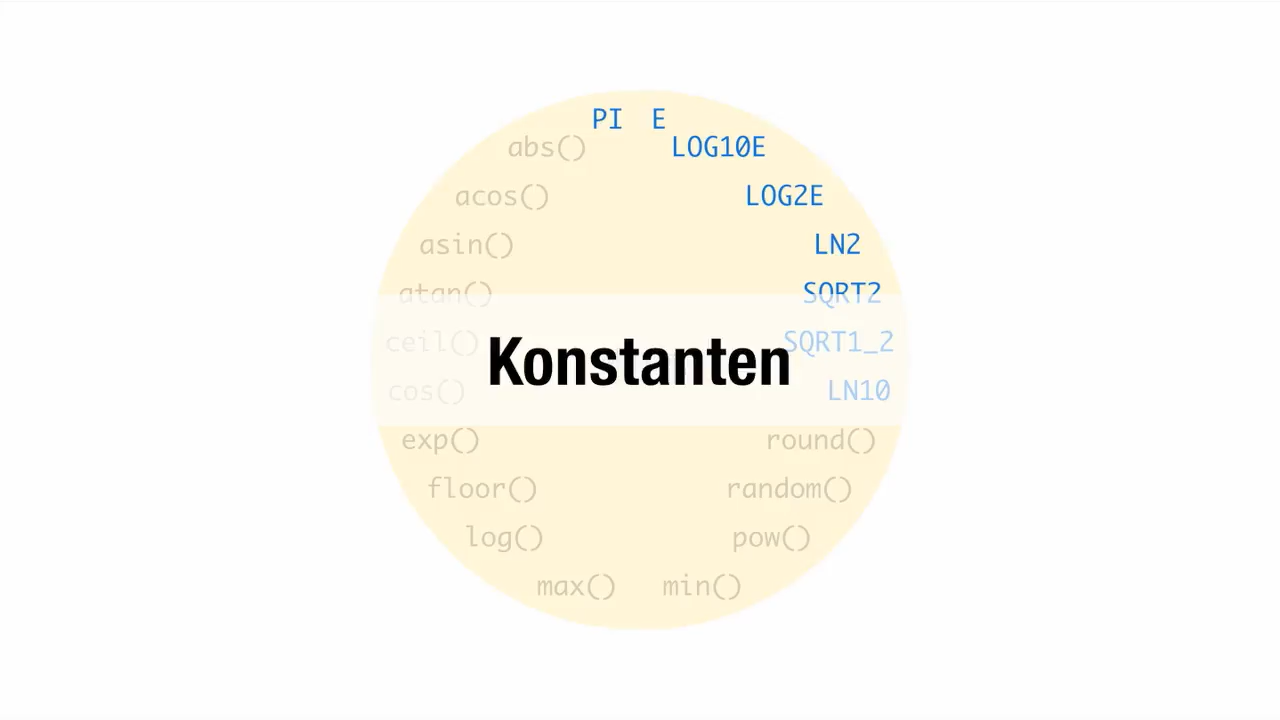 PI E
abs() LOG10E
acos() LOG2E
asin() LN2
atan() SQRT2
ceil() SQRT1_2
Konstanten
cos() LN10
exp() round()
floor() random()
log() pow()
max() min()